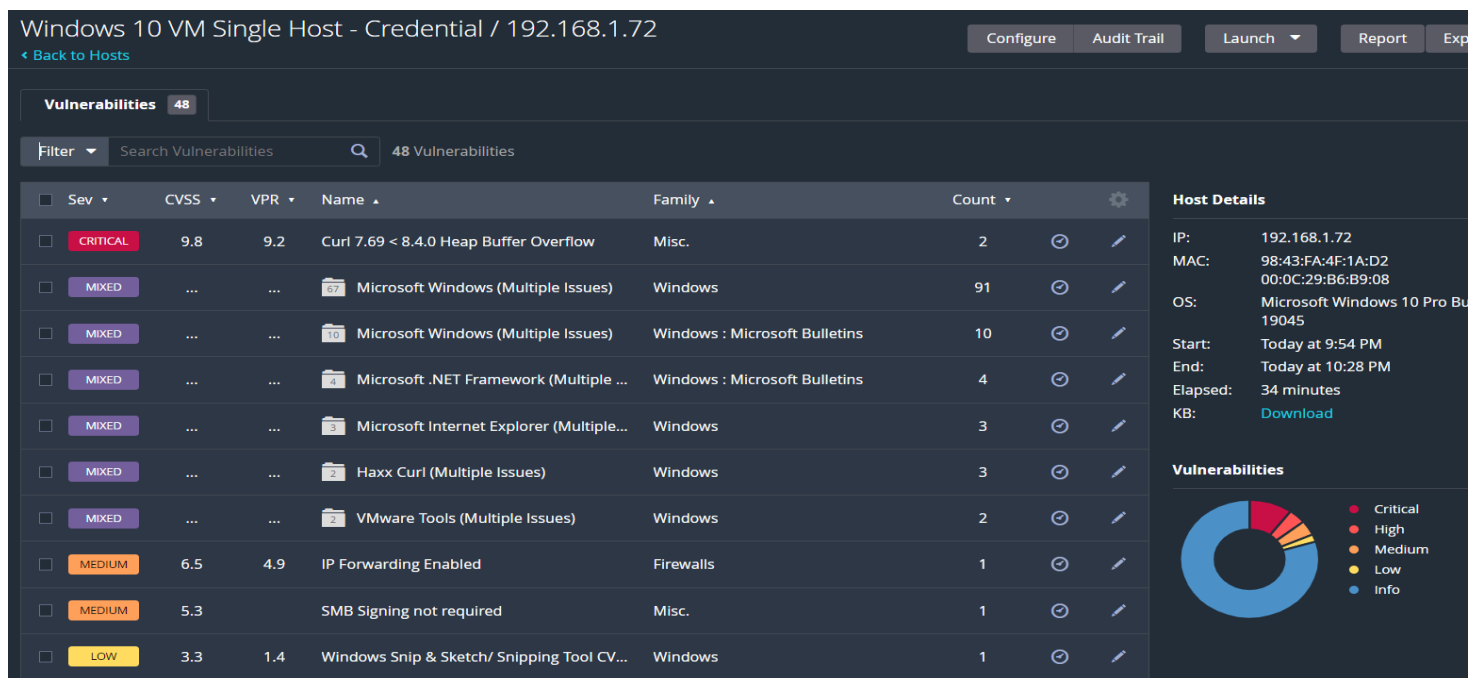 Windows 10 VM Single Host - Credential / 192.168.1.72
< Back to Hosts
Configure Audit Trail Launch Report Exp
Vulnerabilities 48
Filter Search Vulnerabilities 48 Vulnerabilities
Sev CVSS VPR Name Family Count
CRITICAL 9.8 9.2 Curl 7.69 < 8.4.0 Heap Buffer Overflow Misc. 2
MIXED ... ... 67 Microsoft Windows (Multiple Issues) Windows 91
MIXED ... ... 10 Microsoft Windows (Multiple Issues) Windows : Microsoft Bulletins 10
MIXED ... ... 4 Microsoft .NET Framework (Multiple ... Windows : Microsoft Bulletins 4
MIXED ... ... 3 Microsoft Internet Explorer (Multiple... Windows 3
MIXED ... ... 2 Haxx Curl (Multiple Issues) Windows 3
MIXED ... ... 2 VMware Tools (Multiple Issues) Windows 2
MEDIUM 6.5 4.9 IP Forwarding Enabled Firewalls 1
MEDIUM 5.3 SMB Signing not required Misc. 1
LOW 3.3 1.4 Windows Snip & Sketch/ Snipping Tool CV... Windows 1
Host Details
IP: 192.168.1.72
MAC: 98:43:FA:4F:1A:D2
00:0C:29:B6:B9:08
OS: Microsoft Windows 10 Pro Bu
19045
Start: Today at 9:54 PM
End: Today at 10:28 PM
Elapsed: 34 minutes
KB: Download
Vulnerabilities
Critical
High
Medium
Low
Info